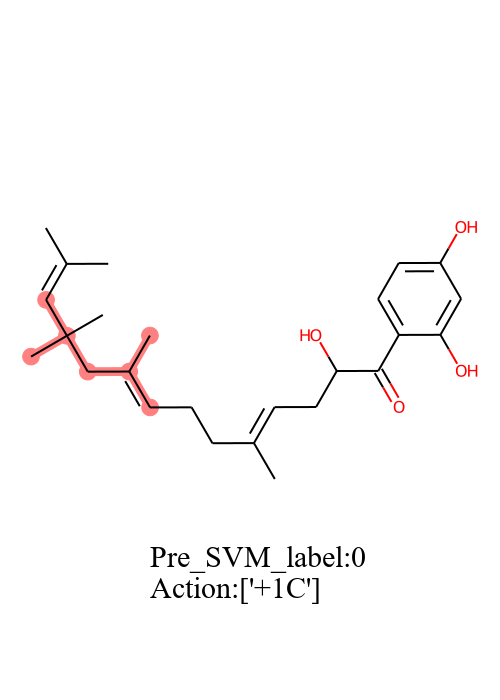 OH
HO
OH
O
Pre_SVM_label:0
Action:['+1C']